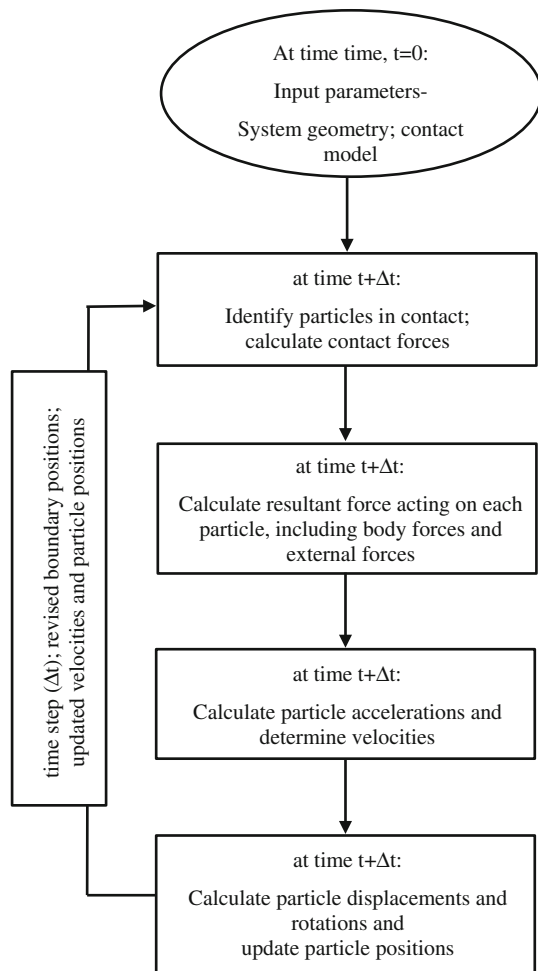 At time time, t=0:
Input parameters-
System geometry; contact
model
at time t+Δt:
Identify particles in contact;
calculate contact forces
time step (Δt); revised boundary positions;
updated velocities and particle positions
at time t+Δt:
Calculate resultant force acting on each
particle, including body forces and
external forces
at time t+Δt:
Calculate particle accelerations and
determine velocities
at time t+Δt:
Calculate particle displacements and
rotations and
update particle positions